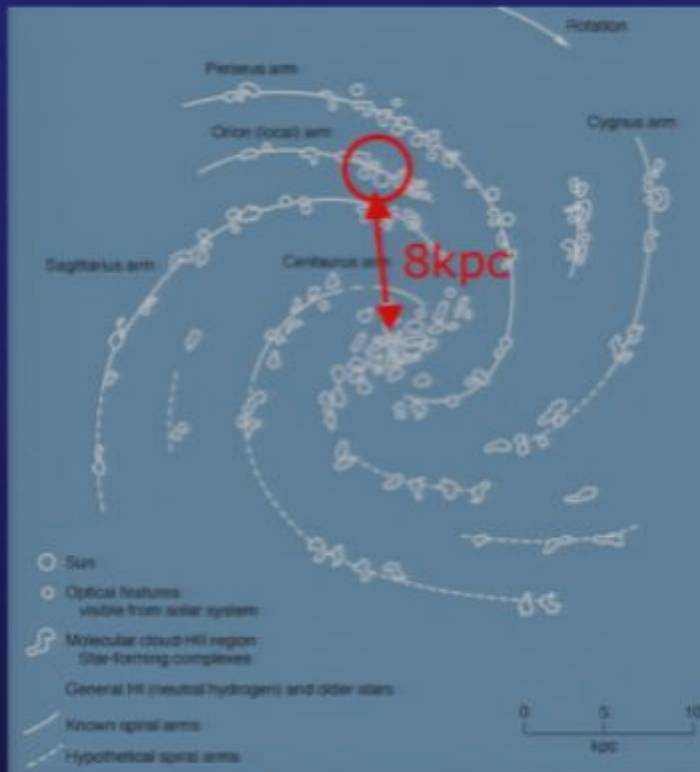 Rotation
Perseus arm
Cygnus arm
Orion (local) arm
Sagittarius arm
Centaurus arm
8kpc
Sun
Optical features:
visible from solar system
Molecular cloud-HII region
Star-forming complexes
General HI (neutral hydrogen) and older stars
Known spiral arms
Hypothetical spiral arms
0 5 10
kpc